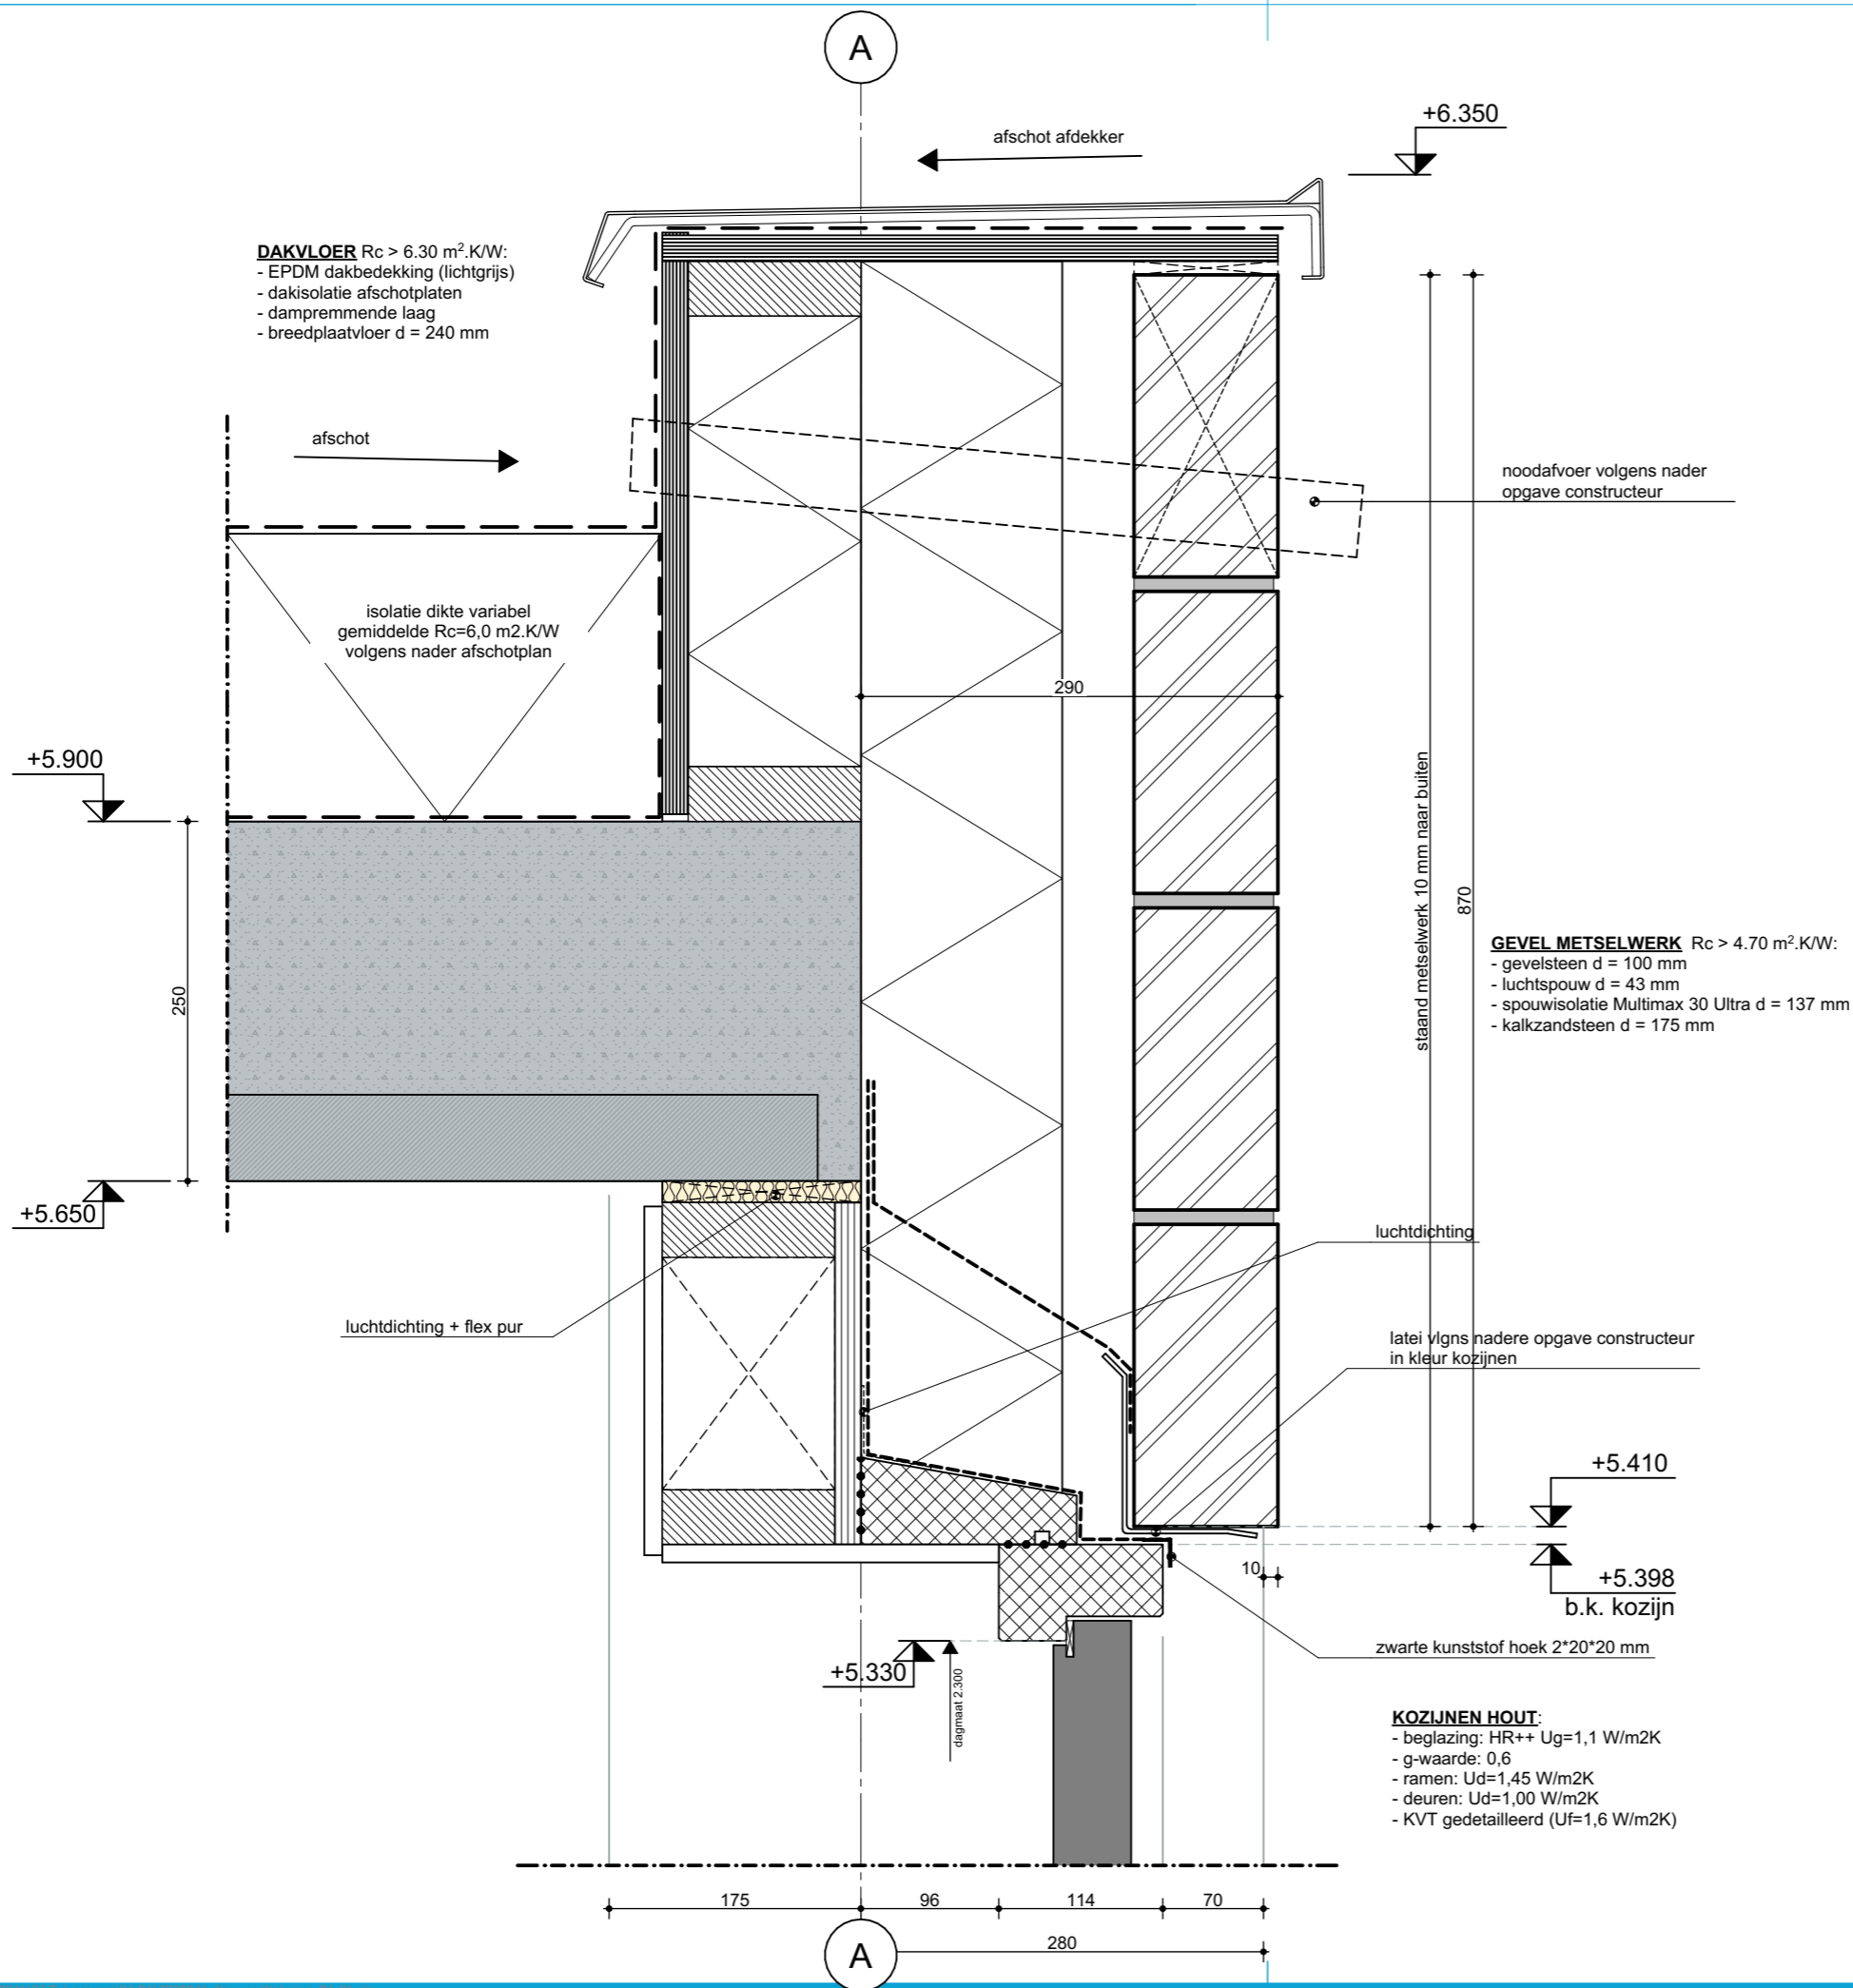 A
+6.350
afschot afdekker
DAKVLOER Rc > 6.30 m².K/W:
- EPDM dakbedekking (lichtgrijs)
- dakisolatie afschotplaten
- dampremmende laag
- breedplaatvloer d = 240 mm
afschot
noodafvoer volgens nader
opgave constructeur
isolatie dikte variabel
gemiddelde Rc=6,0 m2.K/W
volgens nader afschotplan
290
+5.900
staand metselwerk 10 mm naar buiten
870
GEVEL METSELWERK Rc > 4.70 m².K/W:
- gevelsteen d = 100 mm
- luchtspouw d = 43 mm
- spouwisolatie Multimax 30 Ultra d = 137 mm
- kalkzandsteen d = 175 mm
250
+5.650
luchtdichting
luchtdichting + flex pur
latei vlgns nadere opgave constructeur
in kleur kozijnen
+5.410
10
+5.398
b.k. kozijn
zwarte kunststof hoek 2*20*20 mm
+5.330
dagmaat 2.300
KOZIJNEN HOUT:
- beglazing: HR++ Ug=1,1 W/m2K
- g-waarde: 0,6
- ramen: Ud=1,45 W/m2K
- deuren: Ud=1,00 W/m2K
- KVT gedetailleerd (Uf=1,6 W/m2K)
175
96
114
70
280
A